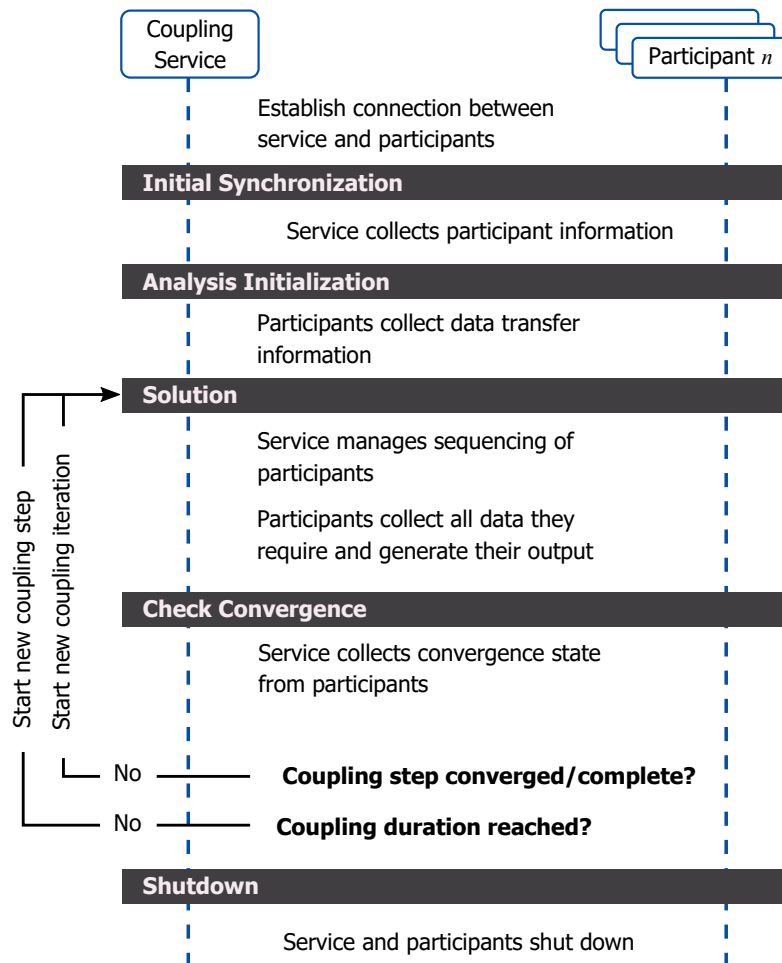 Coupling
Service
Participant n
Establish connection between
service and participants
Initial Synchronization
Service collects participant information
Analysis Initialization
Participants collect data transfer
information
Solution
Service manages sequencing of
participants
Participants collect all data they
require and generate their output
Start new coupling step
Start new coupling iteration
Check Convergence
Service collects convergence state
from participants
No
Coupling step converged/complete?
No
Coupling duration reached?
Shutdown
Service and participants shut down